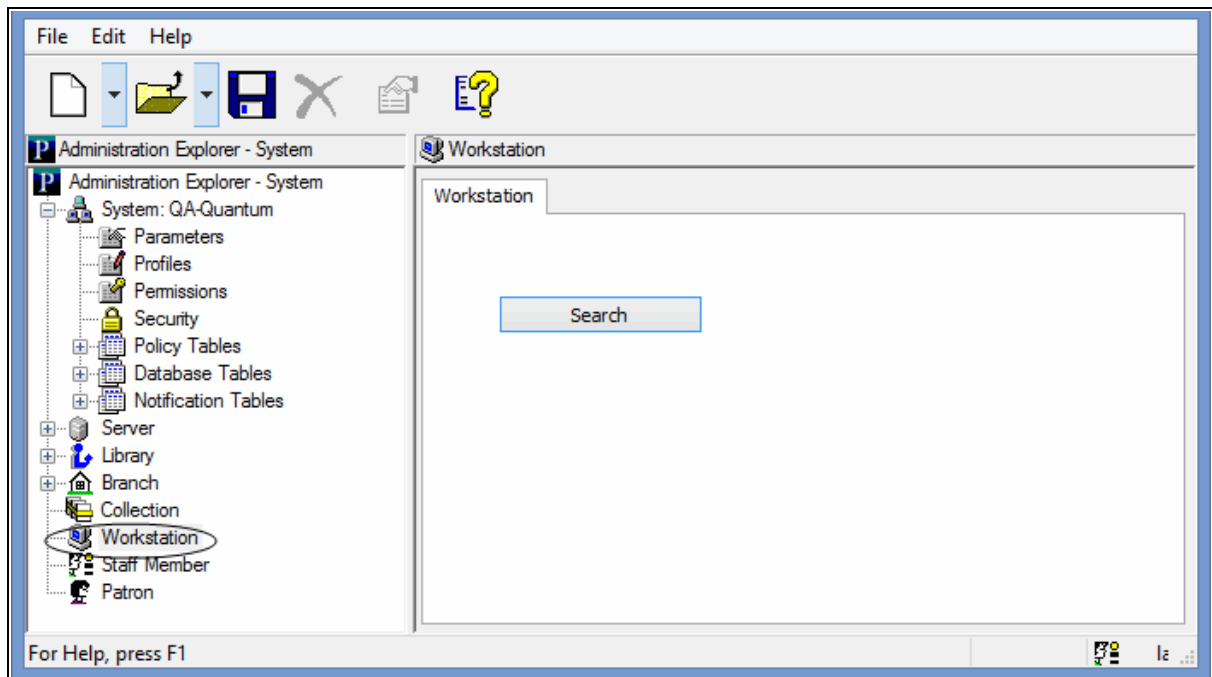 File Edit Help
Administration Explorer - System
Workstation
Administration Explorer - System
System: QA-Quantum
Parameters
Profiles
Permissions
Security
Policy Tables
Database Tables
Notification Tables
Server
Library
Branch
Collection
Workstation
Staff Member
Patron
Workstation
Search
For Help, press F1